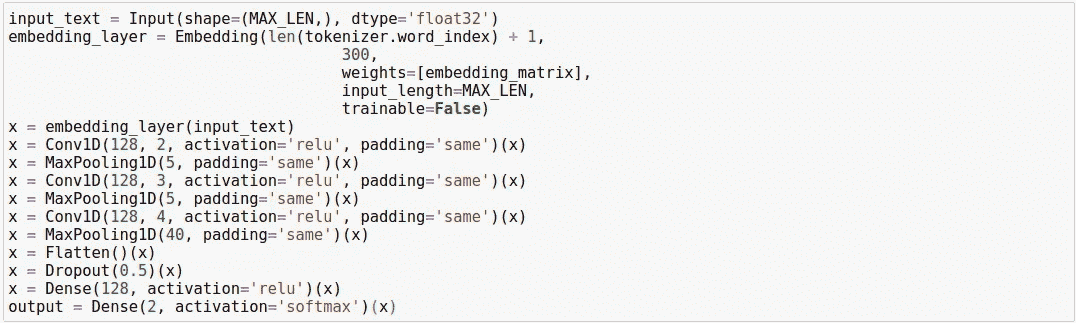 input_text = Input(shape=(MAX_LEN,), dtype='float32')
embedding_layer = Embedding(len(tokenizer.word_index) + 1,
300,
weights=[embedding_matrix],
input_length=MAX_LEN,
trainable=False)
x = embedding_layer(input_text)
x = Conv1D(128, 2, activation='relu', padding='same')(x)
x = MaxPooling1D(5, padding='same')(x)
x = Conv1D(128, 3, activation='relu', padding='same')(x)
x = MaxPooling1D(5, padding='same')(x)
x = Conv1D(128, 4, activation='relu', padding='same')(x)
x = MaxPooling1D(40, padding='same')(x)
x = Flatten()(x)
x = Dropout(0.5)(x)
x = Dense(128, activation='relu')(x)
output = Dense(2, activation='softmax')(x)